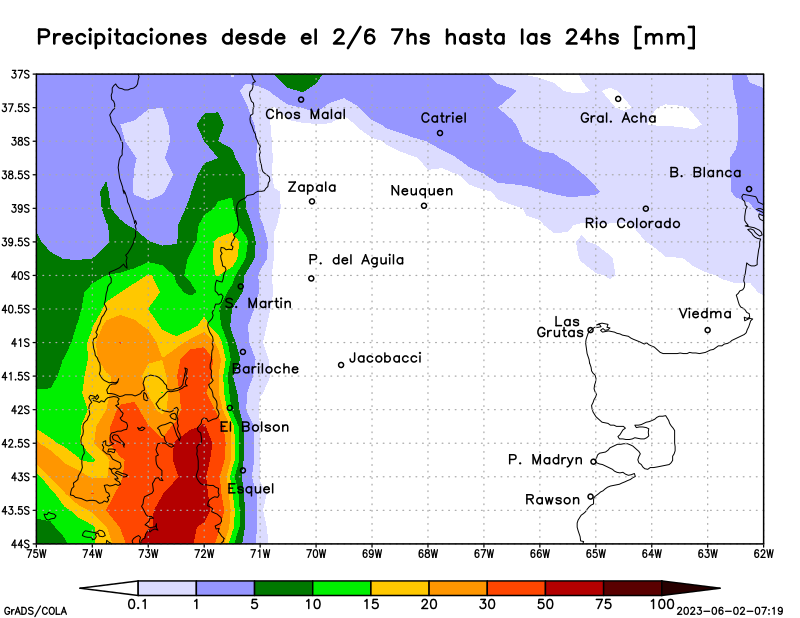 Precipitaciones desde el 2/6 7hs hasta las 24hs [mm]
37S
37.5S
38S
38.5S
39S
39.5S
40S
40.5S
41S
41.5S
42S
42.5S
43S
43.5S
44S
Chos Malal
Catriel
Gral. Acha
B. Blanca
Zapala
Neuquen
Rio Colorado
P. del Aguila
S. Martin
Viedma
Las
Grutas
Jacobacci
Bariloche
El Bolson
P. Madryn
Esquel
Rawson
75W 74W 73W 72W 71W 70W 69W 68W 67W 66W 65W 64W 63W 62W
0.1 1 5 10 15 20 30 50 75 100
GrADS/COLA
2023-06-02-07:19